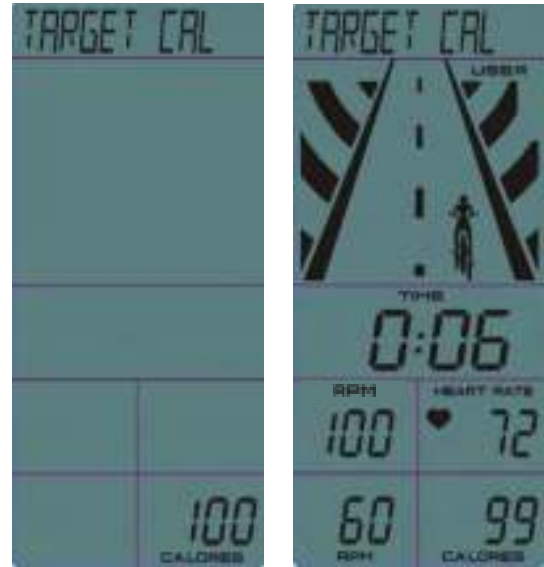 TARGET CAL
100
CALORIES
TARGET CAL
USER
TIME
0:06
RPM
HEART RATE
100
72
60
99
RPM
CALORIES